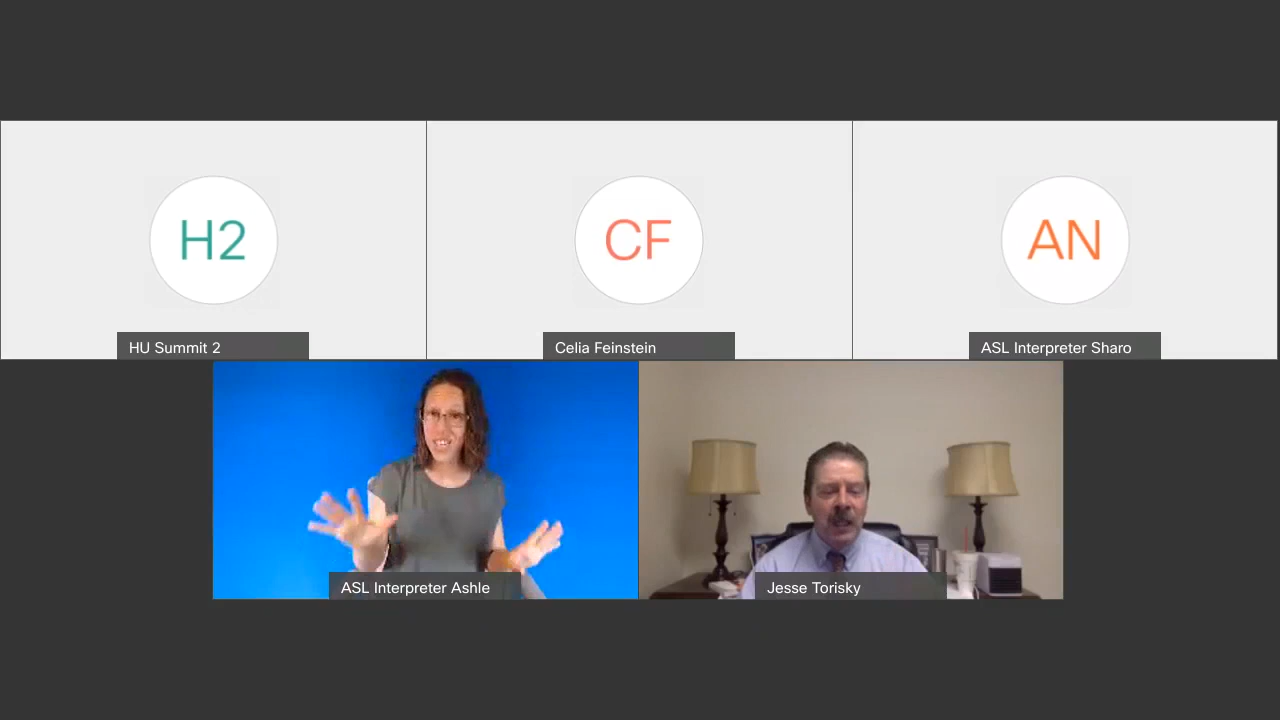 H2
CF
AN
HU Summit 2
Celia Feinstein
ASL Interpreter Sharo
ASL Interpreter Ashle
Jesse Torisky